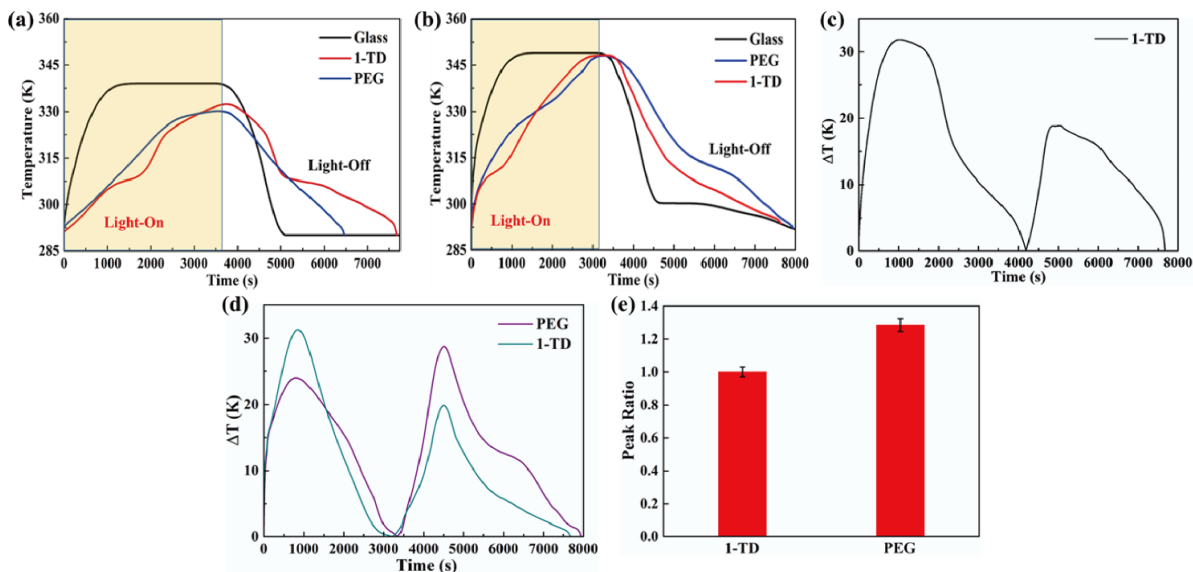 (a)
360
345
330
315
300
285
Temperature (K)
Glass
1-TD
PEG
Light-On
Light-Off
0 1000 2000 3000 4000 5000 6000 7000
Time (s)
(b)
360
345
330
315
300
285
Temperature (K)
Glass
PEG
1-TD
Light-On
Light-Off
0 1000 2000 3000 4000 5000 6000 7000 8000
Time (s)
(c)
30
20
10
0
ΔT (K)
1-TD
0 1000 2000 3000 4000 5000 6000 7000 8000
Time (s)
(d)
30
20
10
0
ΔT (K)
PEG
1-TD
0 1000 2000 3000 4000 5000 6000 7000 8000
Time (s)
(e)
1.4
1.2
1.0
0.8
0.6
0.4
0.2
0.0
Peak Ratio
1-TD PEG